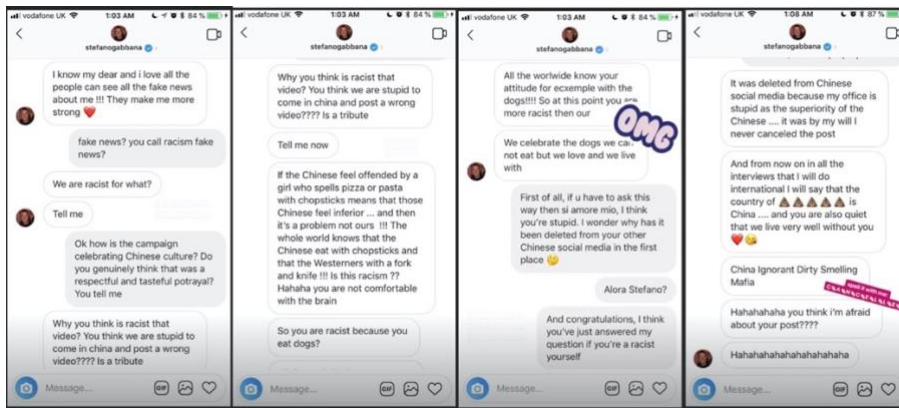 vodafone UK
1:03 AM
84%
stefanogabbana
I know my dear and i love all the
people can see all the fake news
about me !!! They make me more
strong ❤️
fake news? you call racism fake
news?
We are racist for what?
Tell me
Ok how is the campaign
celebrating Chinese culture? Do
you genuinely think that was a
respectful and tasteful potrayal?
You tell me
Why you think is racist that
video? You think we are stupid to
come in china and post a wrong
video???? Is a tribute
Message...
GIF
vodafone UK
1:03 AM
84%
stefanogabbana
Why you think is racist that
video? You think we are stupid to
come in china and post a wrong
video???? Is a tribute
Tell me now
If the Chinese feel offended by a
girl who spells pizza or pasta
with chopsticks means that those
Chinese feel inferior ... and then
it's a problem not ours !!! The
whole world knows that the
Chinese eat with chopsticks and
that the Westerners with a fork
and knife !!! Is this racism ??
Hahaha you are not comfortable
with the brain
So you are racist because you
eat dogs?
Message...
GIF
vodafone UK
1:03 AM
84%
stefanogabbana
All the worlwide know your
attitude for ecxemple with the
dogs!!!! So at this point you are
more racist then our
OMG
We celebrate the dogs we can
not eat but we love and we live
with
First of all, if u have to ask this
way then si amore mio, I think
you're stupid. I wonder why has it
been deleted from your other
Chinese social media in the first
place 🤔
Alora Stefano?
And congratulations, I think
you've just answered my
question if you're a racist
yourself
Message...
GIF
vodafone UK
1:08 AM
87%
stefanogabbana
It was deleted from Chinese
social media because my office is
stupid as the superiority of the
Chinese .... it was by my will I
never canceled the post
And from now on in all the
interviews that I will do
international I will say that the
country of 💩💩💩💩💩 is
China .... and you are also quiet
that we live very well without you
❤️😘
China Ignorant Dirty Smelling
Mafia
Hahahahaha you think i'm afraid
about your post????
Hahahahahahahahahahaha
Message...
GIF